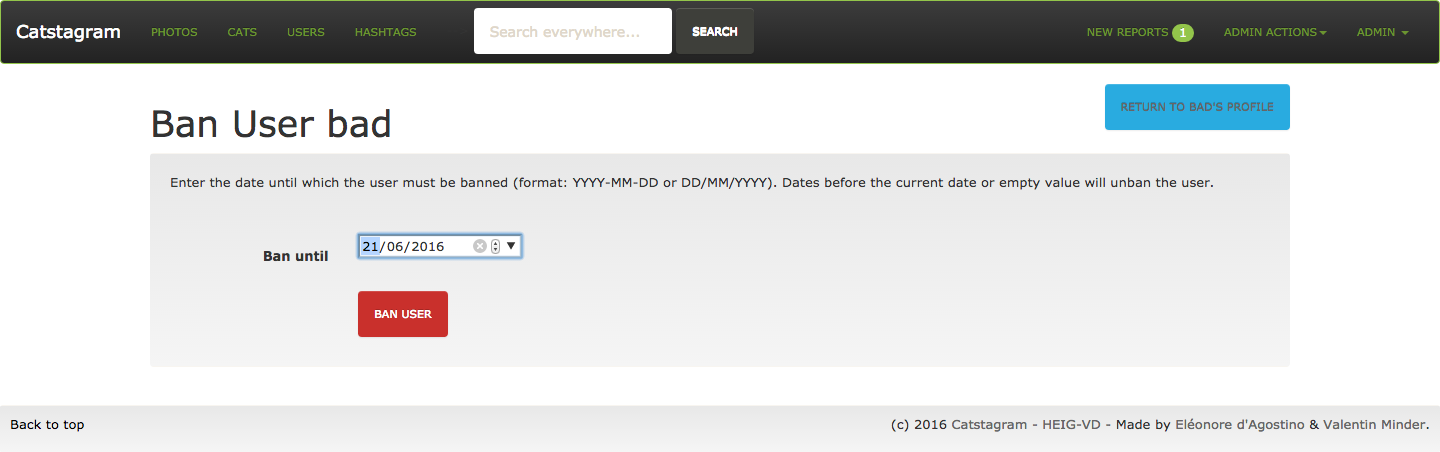 Catstagram PHOTOS CATS USERS HASHTAGS Search everywhere... SEARCH NEW REPORTS 1 ADMIN ACTIONS ADMIN
RETURN TO BAD'S PROFILE
Ban User bad
Enter the date until which the user must be banned (format: YYYY-MM-DD or DD/MM/YYYY). Dates before the current date or empty value will unban the user.
Ban until 21/06/2016
BAN USER
Back to top (c) 2016 Catstagram - HEIG-VD - Made by Eléonore d'Agostino & Valentin Minder.